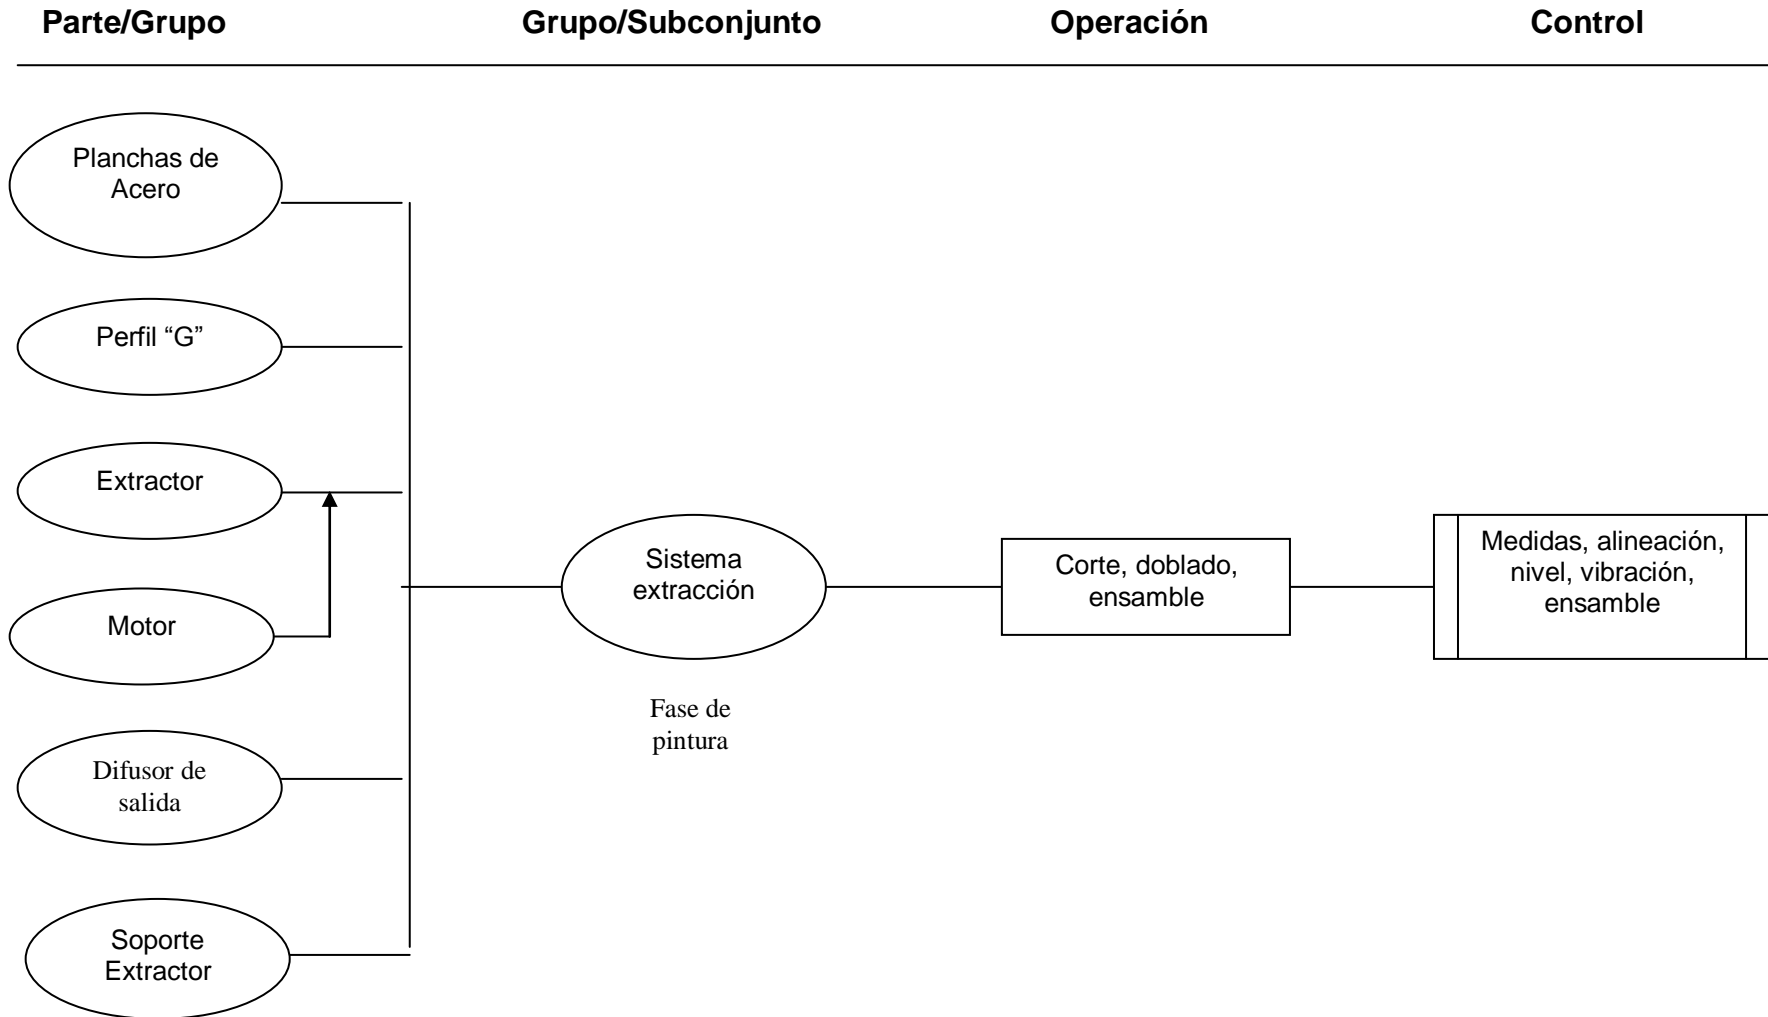 Parte/Grupo Grupo/Subconjunto Operación Control
Planchas de
Acero
Perfil “G”
Extractor
Motor
Difusor de
salida
Soporte
Extractor
Sistema
extracción
Fase de
pintura
Corte, doblado,
ensamble
Medidas, alineación,
nivel, vibración,
ensamble